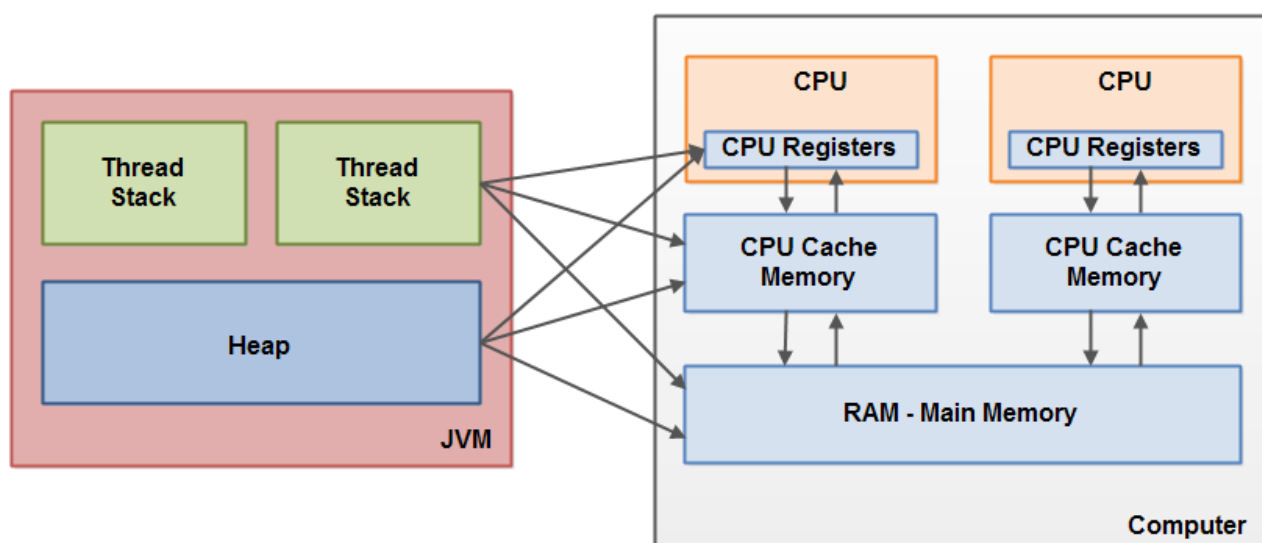 CPU
CPU
CPU Registers
CPU Registers
Thread
Stack
Thread
Stack
CPU Cache
Memory
CPU Cache
Memory
Heap
RAM - Main Memory
JVM
Computer